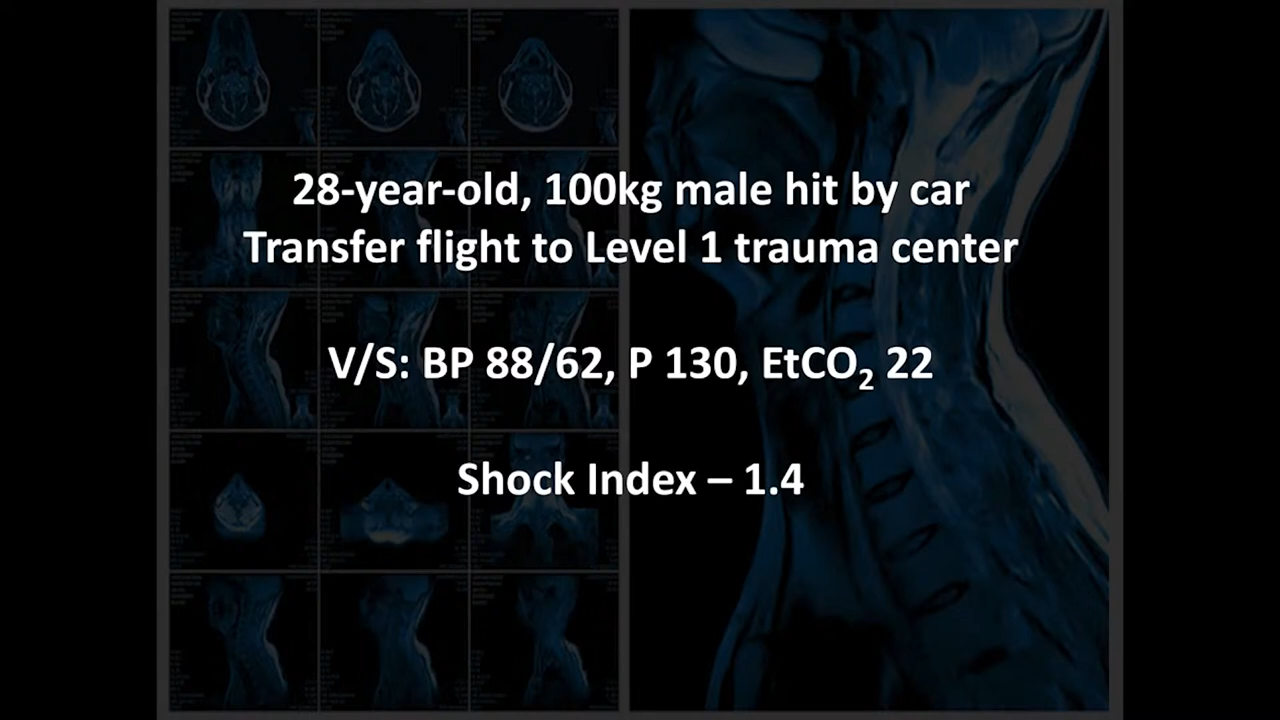 28-year-old, 100kg male hit by car
Transfer flight to Level 1 trauma center
V/S: BP 88/62, P 130, EtCO₂ 22
Shock Index – 1.4